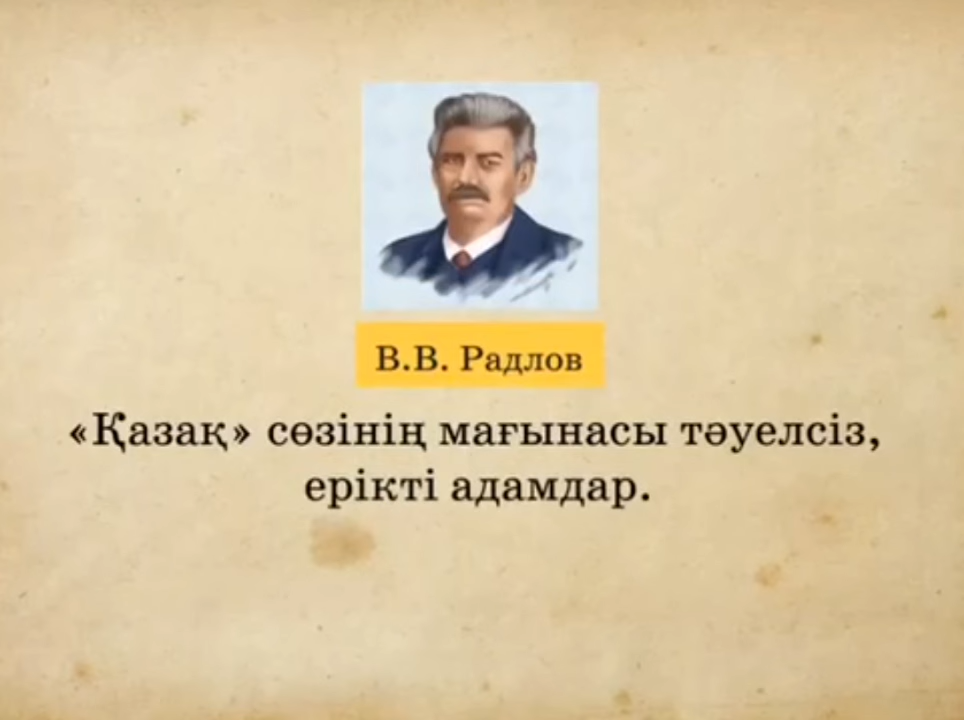 В.В. Радлов
«Қазақ» сөзінің мағынасы тәуелсіз,
ерікті адамдар.